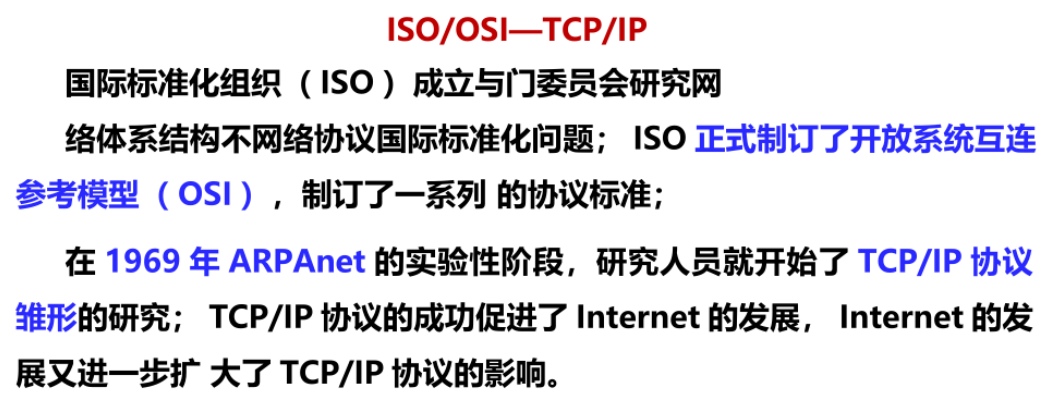 ISO/OSI—TCP/IP
国际标准化组织（ISO）成立与门委员会研究网
络体系结构不网络协议国际标准化问题； ISO 正式制订了开放系统互连
参考模型（OSI），制订了一系列 的协议标准；
在 1969 年 ARPAnet 的实验性阶段，研究人员就开始了 TCP/IP 协议
雏形的研究； TCP/IP 协议的成功促进了 Internet 的发展， Internet 的发
展又进一步扩 大了 TCP/IP 协议的影响。